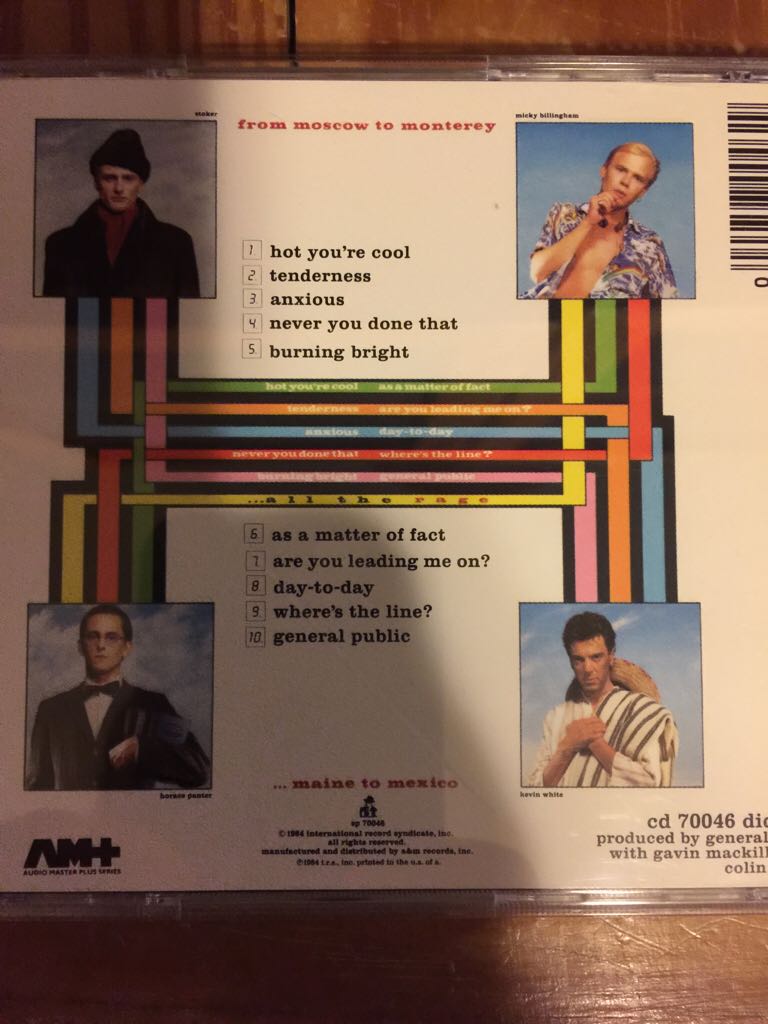 stoker
from moscow to monterey
micky billingham
1 hot you're cool
2 tenderness
3 anxious
4 never you done that
5. burning bright
hot you're cool as a matter of fact
tenderness are you leading me on?
anxious day-to-day
never you done that where's the line?
burning bright general public
...all the rage
6. as a matter of fact
7. are you leading me on?
8. day-to-day
9. where's the line?
10. general public
horace panter
kevin white
... maine to mexico
sp 70046
©1984 international record syndicate, inc.
all rights reserved.
manufactured and distributed by a&m records, inc.
℗1984 i.r.s., inc. printed in the u.s. of a.
AM+
AUDIO MASTER PLUS SERIES
cd 70046 did
produced by general
with gavin mackill
colin
0